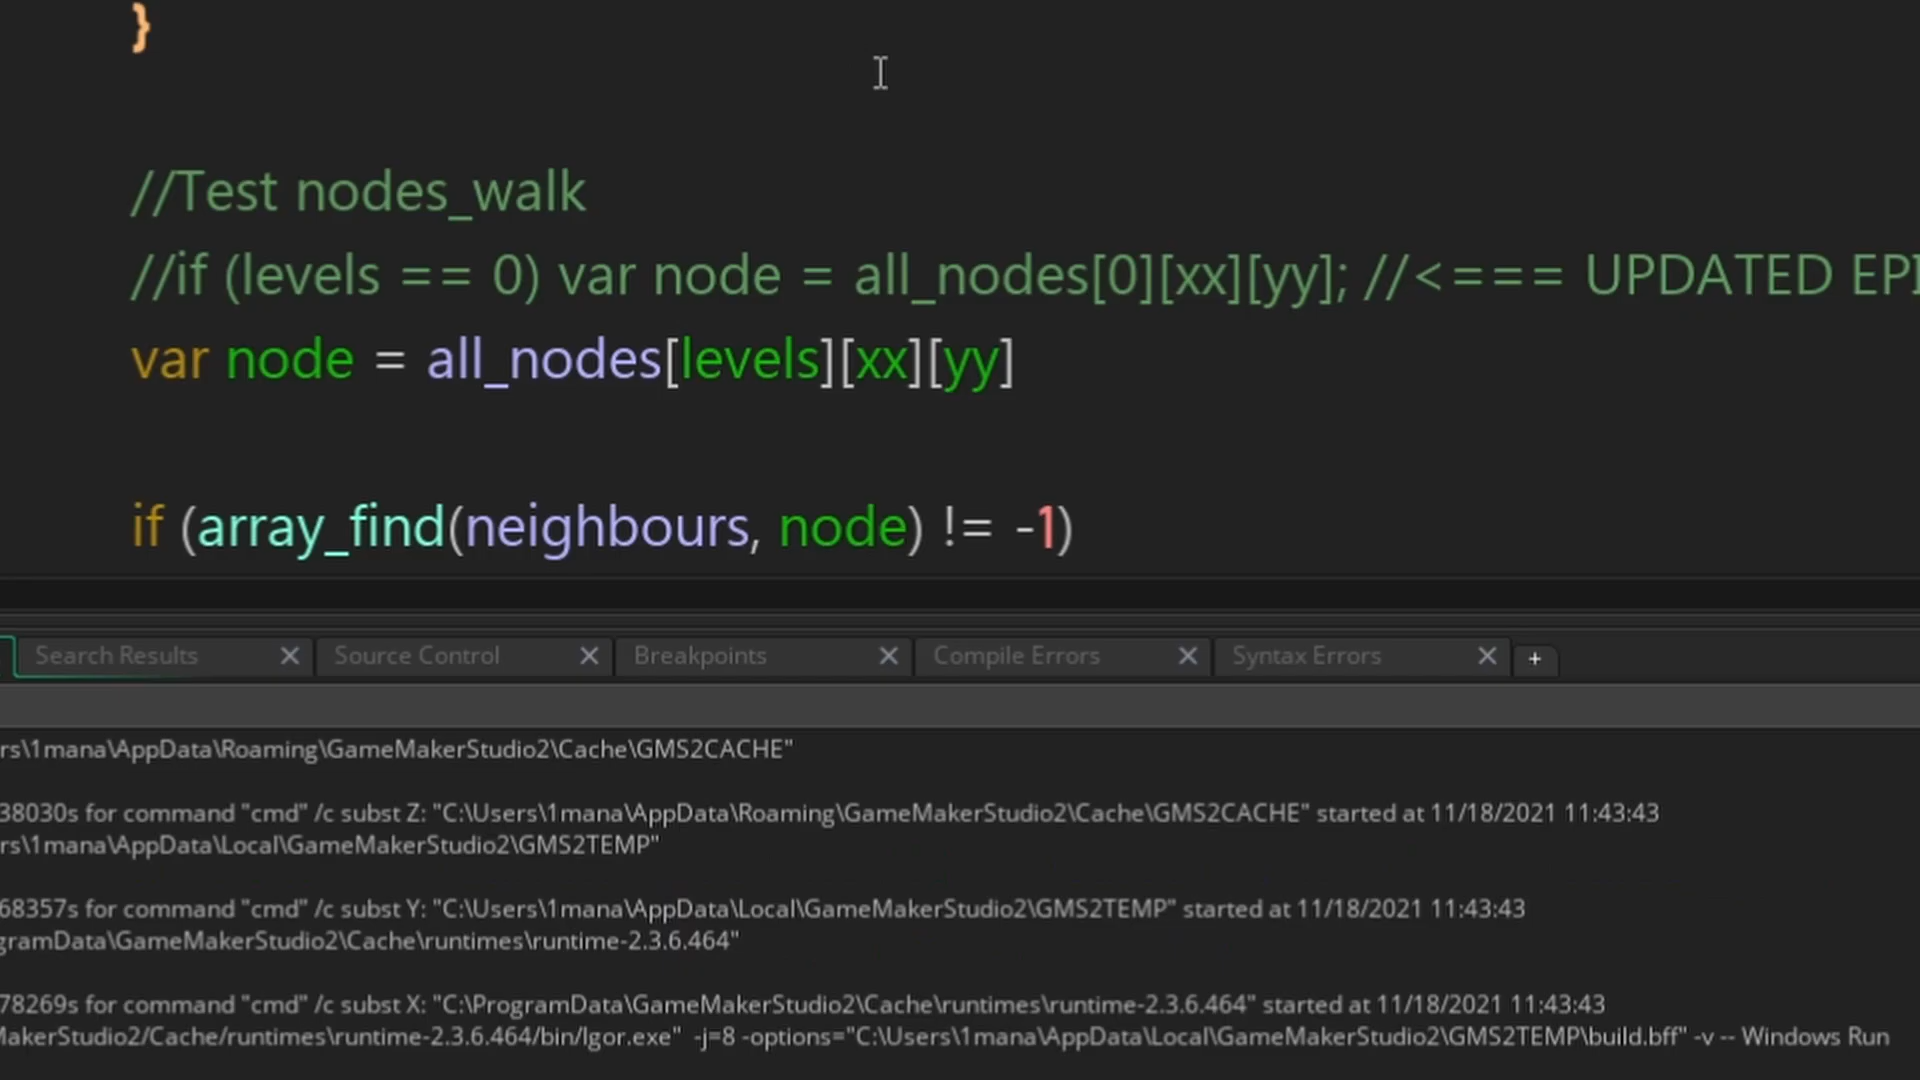 }
//Test nodes_walk
//if (levels == 0) var node = all_nodes[0][xx][yy]; //<=== UPDATED
var node = all_nodes[levels][xx][yy]
if (array_find(neighbours, node) != -1)
Search Results Source Control Breakpoints Compile Errors Syntax Errors +
rs\1mana\AppData\Roaming\GameMakerStudio2\Cache\GMS2CACHE"
38030s for command "cmd" /c subst Z: "C:\Users\1mana\AppData\Roaming\GameMakerStudio2\Cache\GMS2CACHE" started at 11/18/2021 11:43:43
rs\1mana\AppData\Local\GameMakerStudio2\GMS2TEMP"
68357s for command "cmd" /c subst Y: "C:\Users\1mana\AppData\Local\GameMakerStudio2\GMS2TEMP" started at 11/18/2021 11:43:43
gramData\GameMakerStudio2\Cache\runtimes\runtime-2.3.6.464"
78269s for command "cmd" /c subst X: "C:\ProgramData\GameMakerStudio2\Cache\runtimes\runtime-2.3.6.464" started at 11/18/2021 11:43:43
MakerStudio2/Cache/runtimes\runtime-2.3.6.464/bin/Igor.exe" -j=8 -options="C:\Users\1mana\AppData\Local\GameMakerStudio2\GMS2TEMP\build.bff" -v -- Windows Run